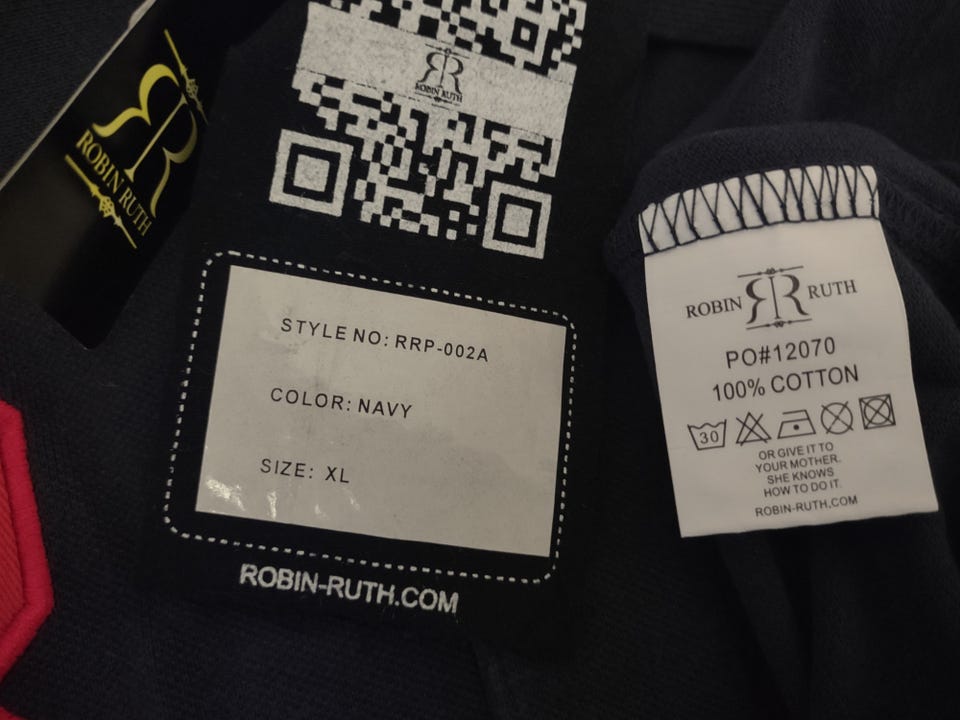 ROBIN RUTH
ROBIN RUTH
STYLE NO: RRP-002A
COLOR: NAVY
SIZE: XL
ROBIN-RUTH.COM
ROBIN RR RUTH
PO#12070
100% COTTON
30
OR GIVE IT TO
YOUR MOTHER.
SHE KNOWS
HOW TO DO IT.
ROBIN-RUTH.COM